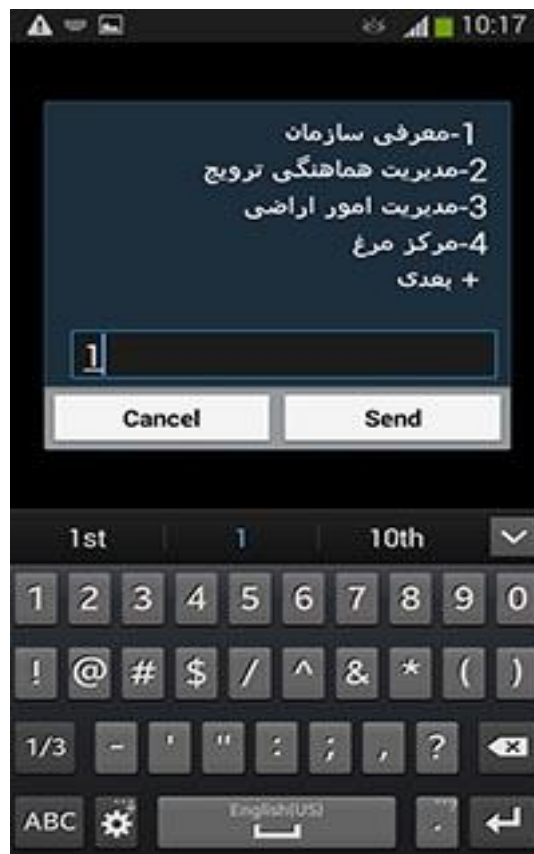 10:17
1-معرفی سازمان
2-مدیریت هماهنگی ترویج
3-مدیریت امور اراضی
4-مرکز مرغ
+ بعدی
1
Cancel Send
1st 1 10th
1 2 3 4 5 6 7 8 9 0
! @ # $ / ^ & * ( )
1/3 - ' " : ; , ?
ABC English(US) .